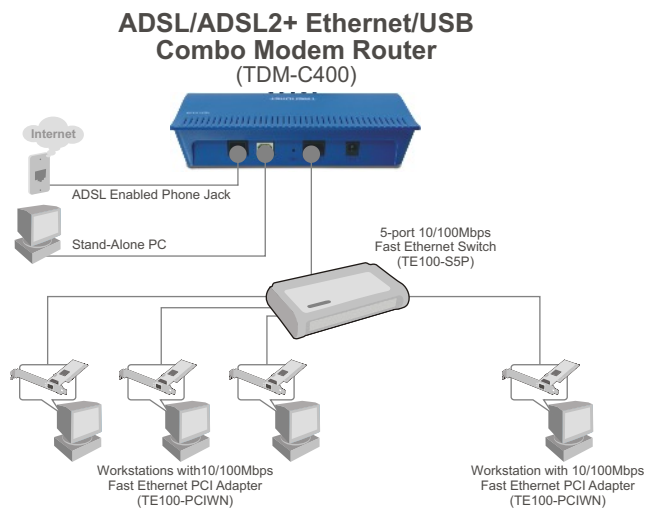 ADSL/ADSL2+ Ethernet/USB
Combo Modem Router
(TDM-C400)
Internet
ADSL Enabled Phone Jack
Stand-Alone PC
5-port 10/100Mbps
Fast Ethernet Switch
(TE100-S5P)
Workstations with10/100Mbps
Fast Ethernet PCI Adapter
(TE100-PCIWN)
Workstation with 10/100Mbps
Fast Ethernet PCI Adapter
(TE100-PCIWN)